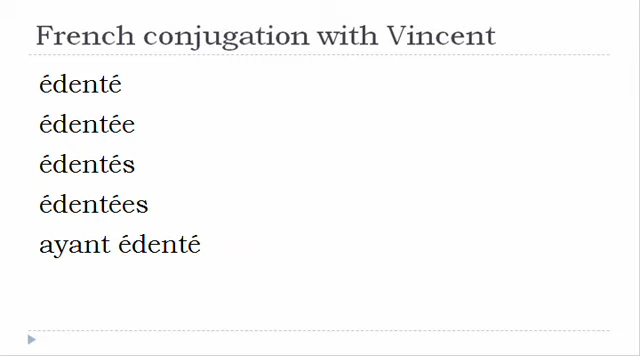 French conjugation with Vincent
édenté
édentée
édentés
édentées
ayant édenté